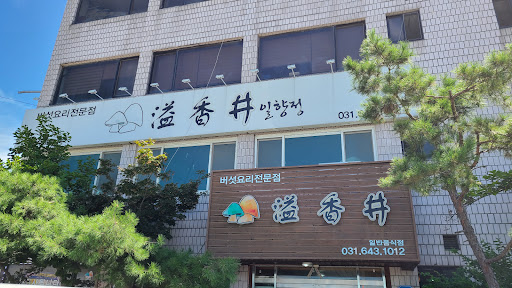 버섯요리전문점
溢香井 일향정
031.
버섯요리전문점
溢香井
일반음식점
031.643.1012